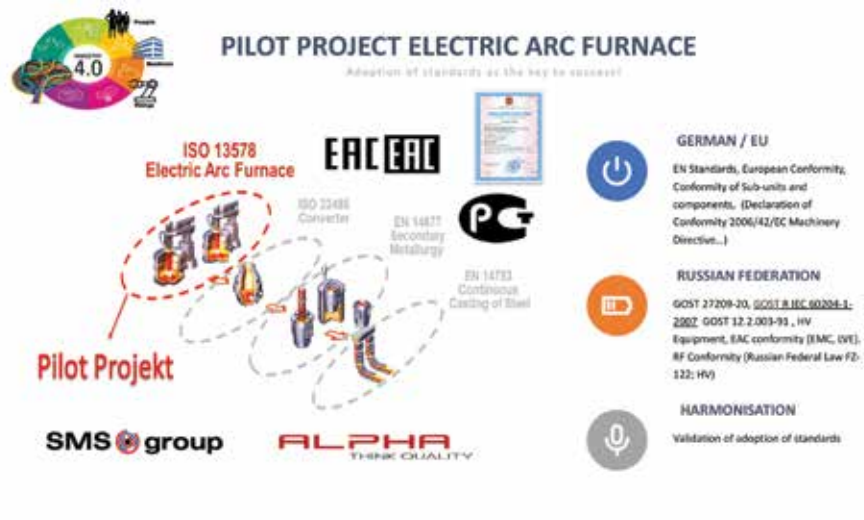 People
INDUSTRY
4.0
PILOT PROJECT ELECTRIC ARC FURNACE
Adoption of standards as the key to success!
ISO 13578
Electric Arc Furnace
EAC EAC
ISO 22486
Converter
EN 14677
Secondary
Metallurgy
EN 14753
Continuous
Casting of Steel
Pilot Projekt
SMS group
ALPHA
THINK QUALITY
GERMAN / EU
EN Standards, European Conformity,
Conformity of Sub-units and
components, (Declaration of
Conformity 2006/42/EC Machinery
Directive...)
RUSSIAN FEDERATION
GOST 27209-20, GOST R IEC 60204-1-
2007 GOST 12.2.003-91 , HV
Equipment, EAC conformity (EMC, LVE).
RF Conformity (Russian Federal Law FZ-
122; HV)
HARMONISATION
Validation of adoption of standards